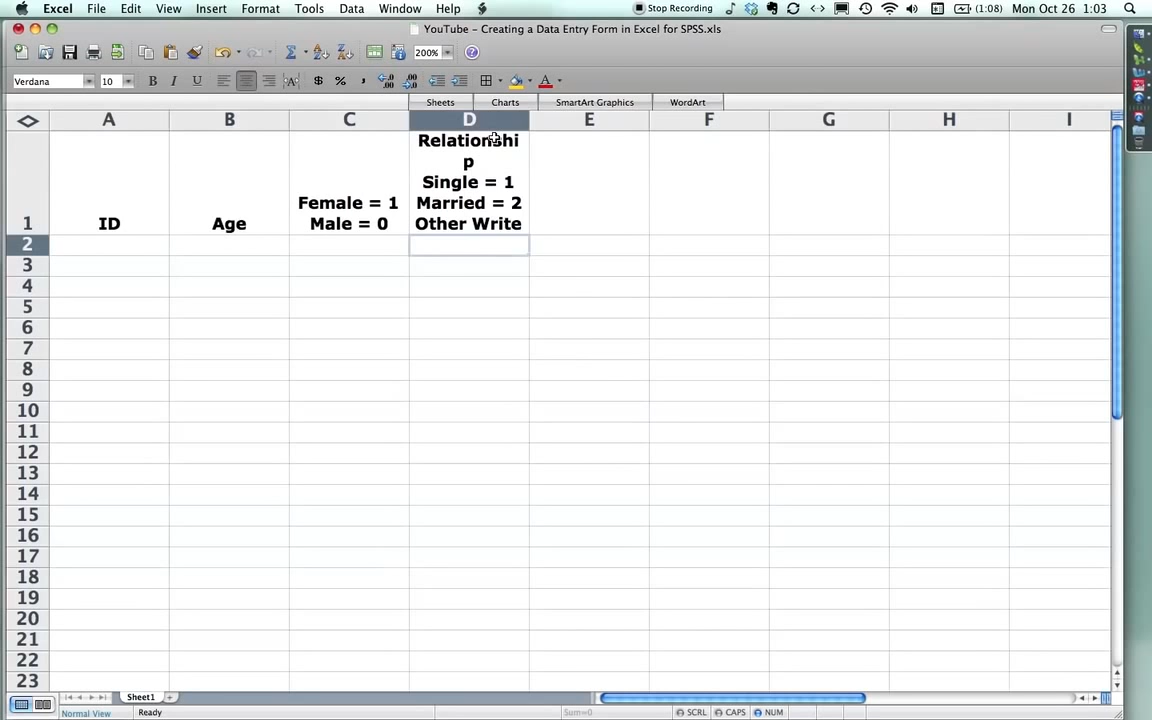 Excel File Edit View Insert Format Tools Data Window Help Stop Recording (1:08) Mon Oct 26 1:03
YouTube - Creating a Data Entry Form in Excel for SPSS.xls
200%
Verdana 10 B I U $ %
Sheets Charts SmartArt Graphics WordArt
A B C D E F G H I
1 ID Age Female = 1
Male = 0 Relationshi
p
Single = 1
Married = 2
Other Write
2
3
4
5
6
7
8
9
10
11
12
13
14
15
16
17
18
19
20
21
22
23
Sheet1
Normal View Ready Sum=0 SCRL CAPS NUM